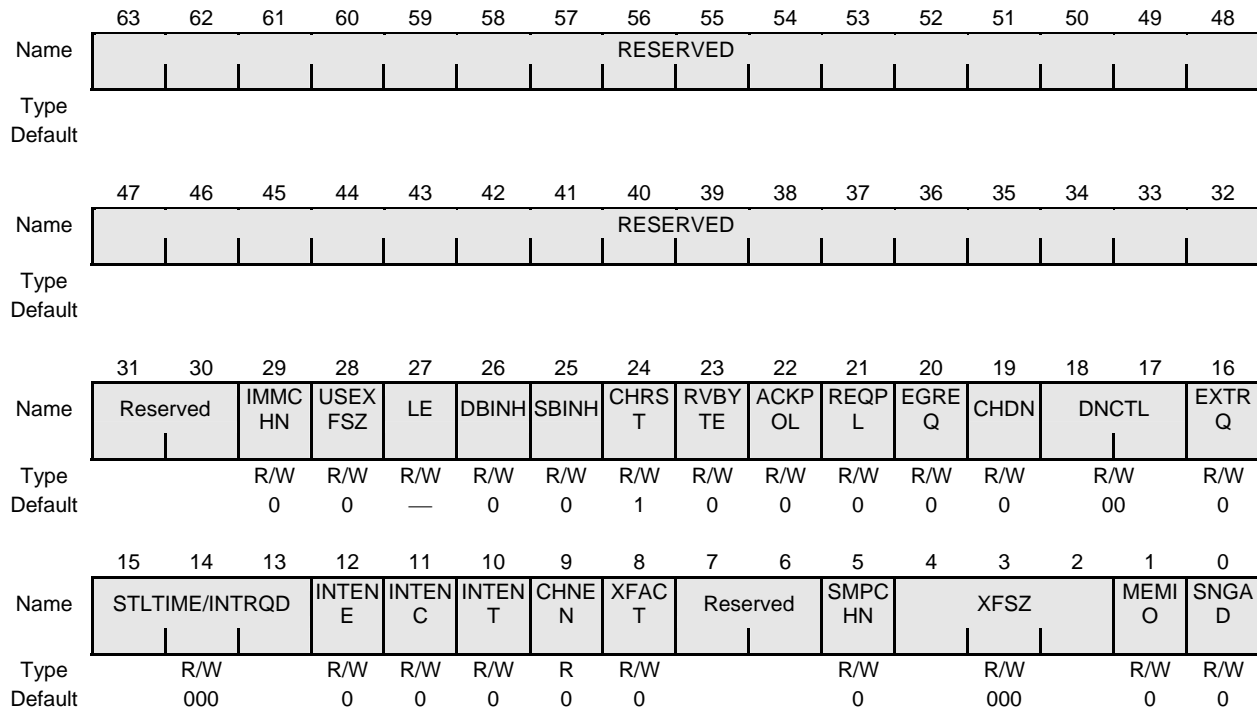 63 62 61 60 59 58 57 56 55 54 53 52 51 50 49 48
Name RESERVED
Type
Default
47 46 45 44 43 42 41 40 39 38 37 36 35 34 33 32
Name RESERVED
Type
Default
31 30 29 28 27 26 25 24 23 22 21 20 19 18 17 16
Name Reserved IMMC HN USEX FSZ LE DBINH SBINH CHRS T RVBY TE ACKP OL REQP L EGRE Q CHDN DNCTL EXTR Q
Type R/W R/W R/W R/W R/W R/W R/W R/W R/W R/W R/W R/W R/W
Default 0 0 — 0 0 1 0 0 0 0 0 00 0
15 14 13 12 11 10 9 8 7 6 5 4 3 2 1 0
Name STLTIME/INTRQD INTEN E INTEN C INTEN T CHNE N XFAC T Reserved SMPC HN XFSZ MEMI O SNGA D
Type R/W R/W R/W R/W R R/W R/W R/W R/W R/W
Default 000 0 0 0 0 0 0 000 0 0